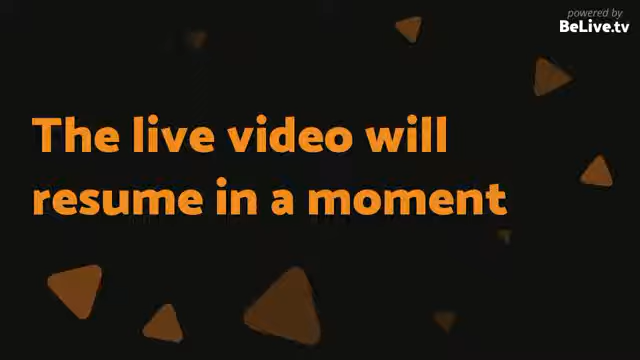 powered by
BeLive.tv
The live video will
resume in a moment